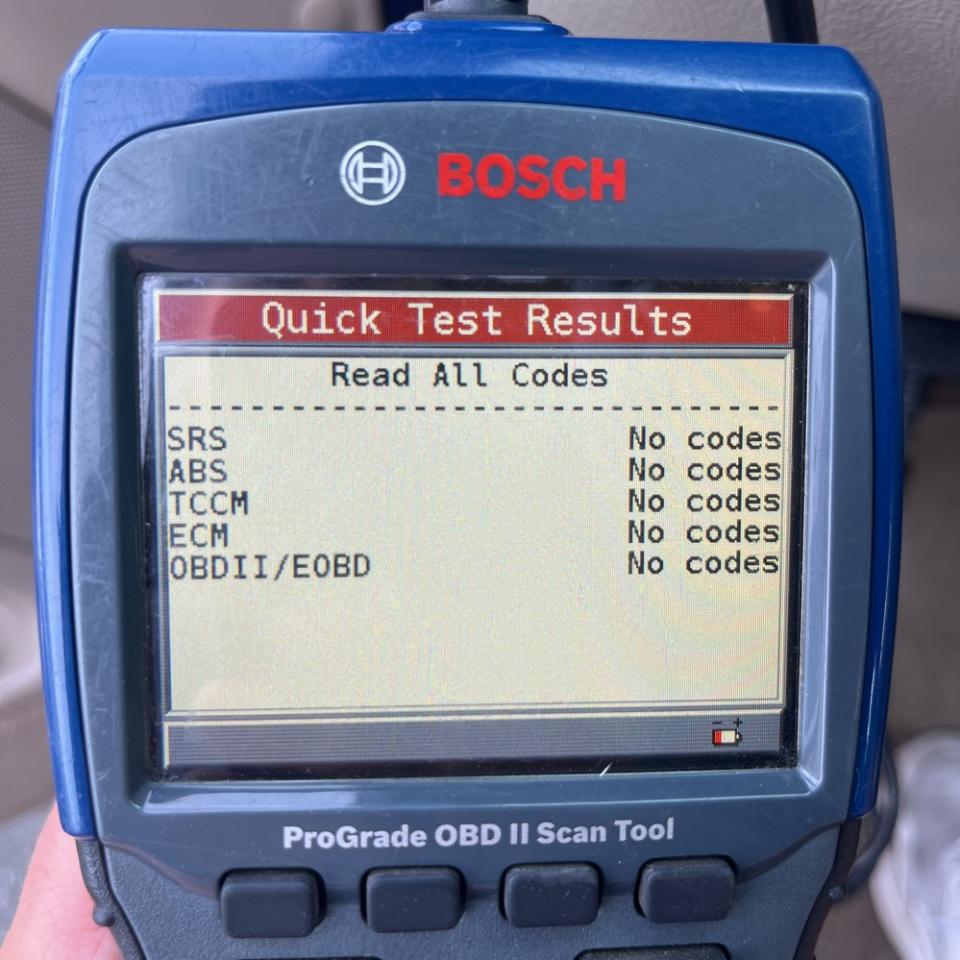 BOSCH
Quick Test Results
Read All Codes
--------------------------------
SRS No codes
ABS No codes
TCCM No codes
ECM No codes
OBDII/EOBD No codes
- +
ProGrade OBD II Scan Tool